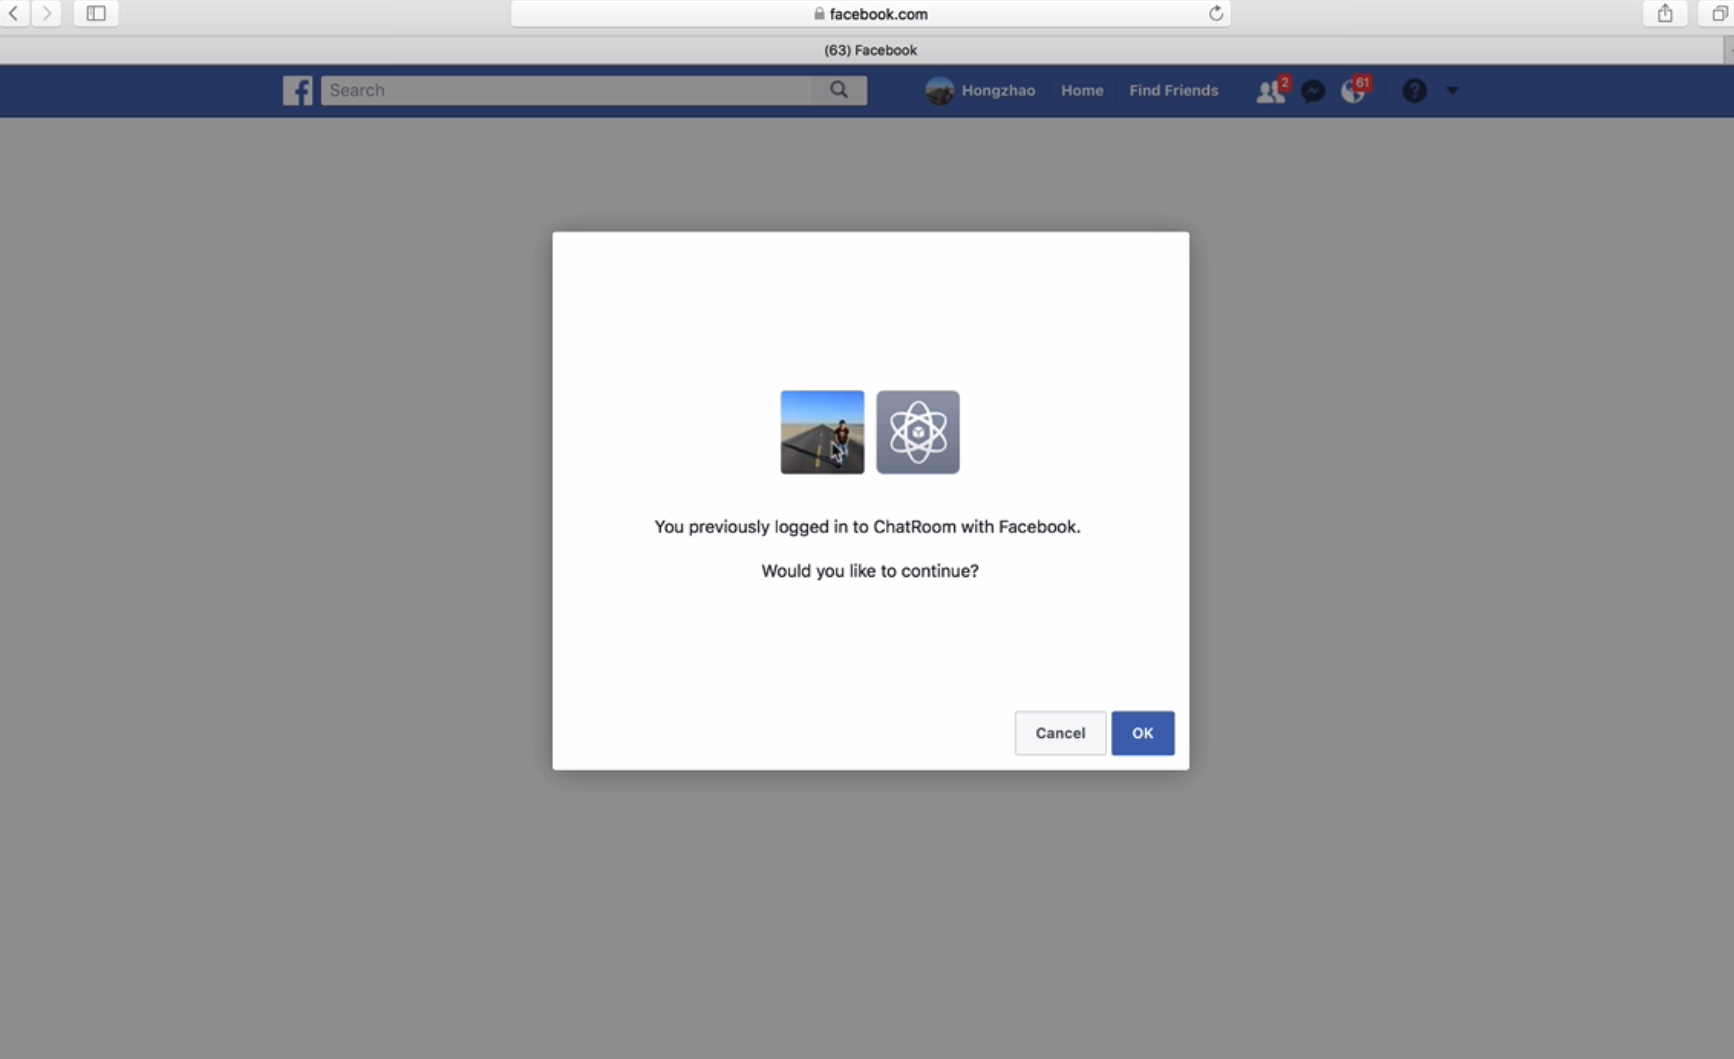 facebook.com
(63) Facebook
Search
Hongzhao
Home
Find Friends
2
61
?
You previously logged in to ChatRoom with Facebook.
Would you like to continue?
Cancel
OK